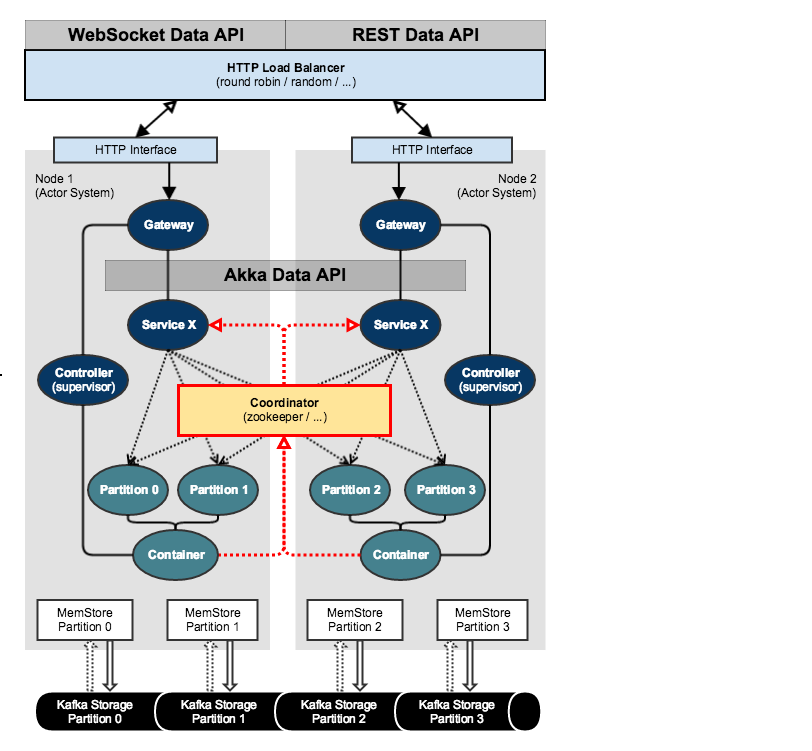 WebSocket Data API
REST Data API
HTTP Load Balancer
(round robin / random / ...)
HTTP Interface
HTTP Interface
Node 1
(Actor System)
Node 2
(Actor System)
Gateway
Gateway
Akka Data API
Service X
Service X
Controller
(supervisor)
Controller
(supervisor)
Coordinator
(zookeeper / ...)
Partition 0
Partition 1
Partition 2
Partition 3
Container
Container
MemStore
Partition 0
MemStore
Partition 1
MemStore
Partition 2
MemStore
Partition 3
Kafka Storage
Partition 0
Kafka Storage
Partition 1
Kafka Storage
Partition 2
Kafka Storage
Partition 3